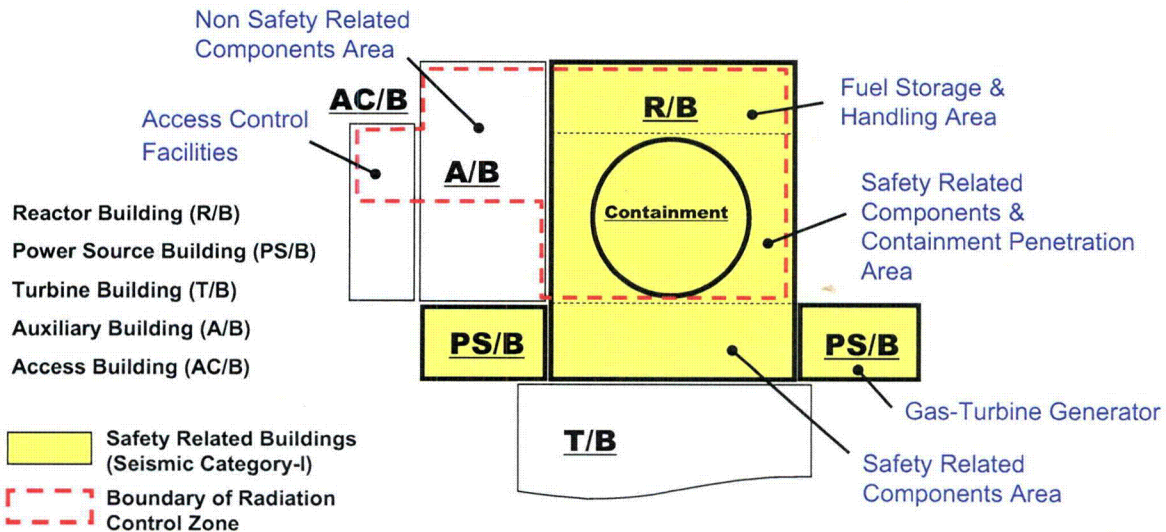 Non Safety Related
Components Area
AC/B
Access Control
Facilities
A/B
R/B
Containment
Fuel Storage &
Handling Area
Safety Related
Components &
Containment Penetration
Area
Reactor Building (R/B)
Power Source Building (PS/B)
Turbine Building (T/B)
Auxiliary Building (A/B)
Access Building (AC/B)
PS/B
PS/B
Gas-Turbine Generator
T/B
Safety Related
Components Area
Safety Related Buildings
(Seismic Category-I)
Boundary of Radiation
Control Zone